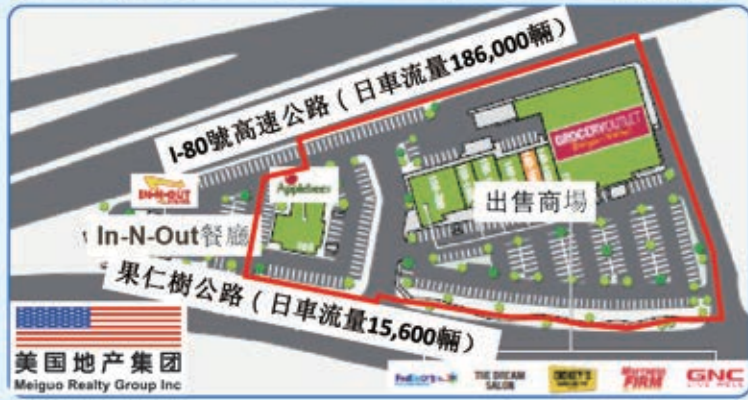 I-80號高速公路（日車流量186,000輛）
GROCERY OUTLET
Applebee's
IN-N-OUT
In-N-Out餐廳
出售商場
果仁樹公路（日車流量15,600輛）
美国地产集团
Meiguo Realty Group Inc
THE DREAM
SALON
DICKEY'S
MATTRESS
FIRM
GNC
LIVE WELL